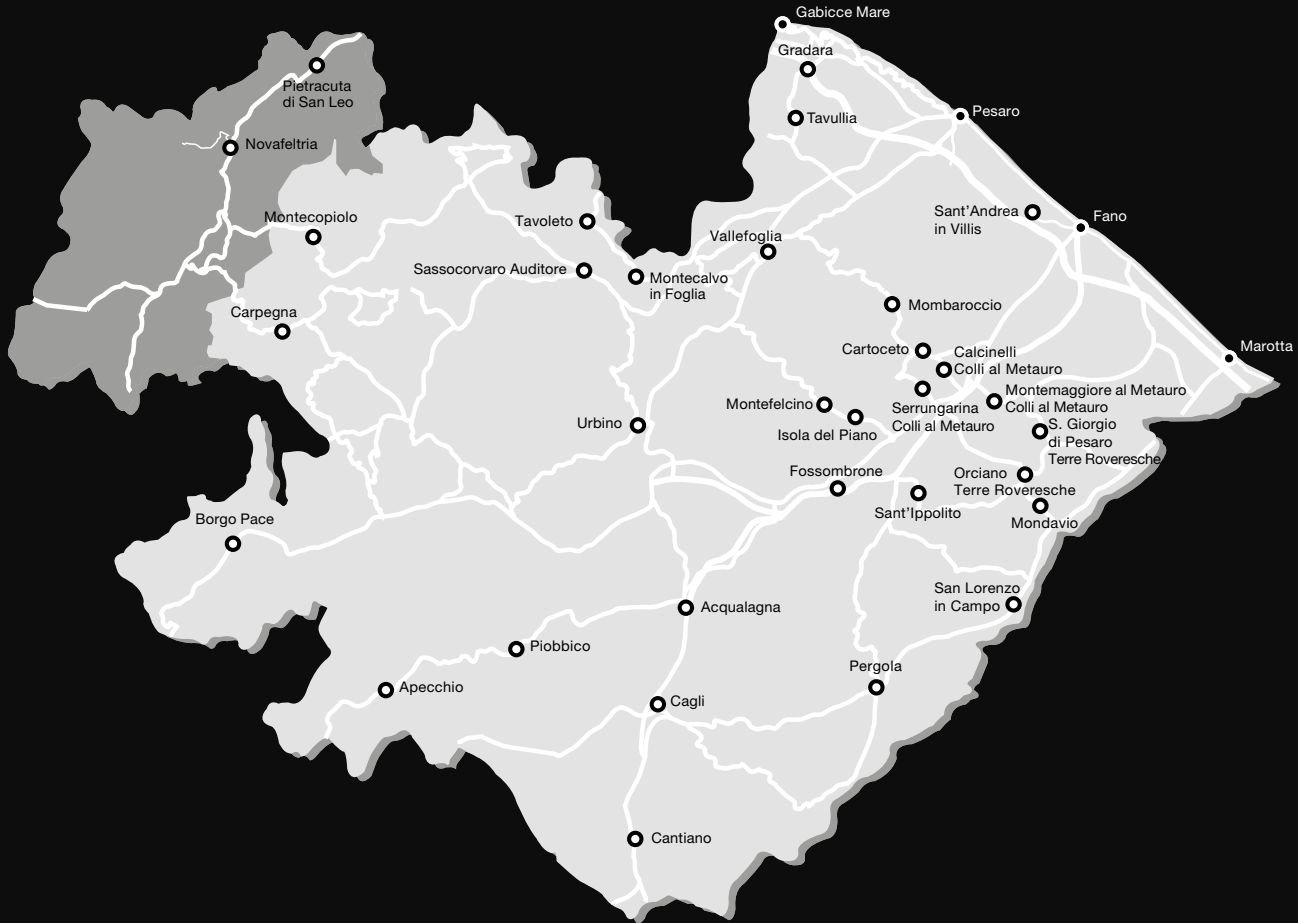 Gabicce Mare
Gradara
Pietracuta
di San Leo
Pesaro
Tavullia
Novafeltria
Sant'Andrea
in Villis
Fano
Montecopiolo
Tavoleto
Vallefoglia
Sassocorvaro Auditore
Montecalvo
in Foglia
Mombaroccio
Carpegna
Marotta
Cartoceto
Calcinelli
Colli al Metauro
Montemaggiore al Metauro
Colli al Metauro
Montefelcino
Serrungarina
Colli al Metauro
Urbino
Isola del Piano
S. Giorgio
di Pesaro
Terre Roveresche
Fossombrone
Orciano
Terre Roveresche
Sant'Ippolito
Mondavio
Borgo Pace
San Lorenzo
in Campo
Acqualagna
Piobbico
Pergola
Apecchio
Cagli
Cantiano